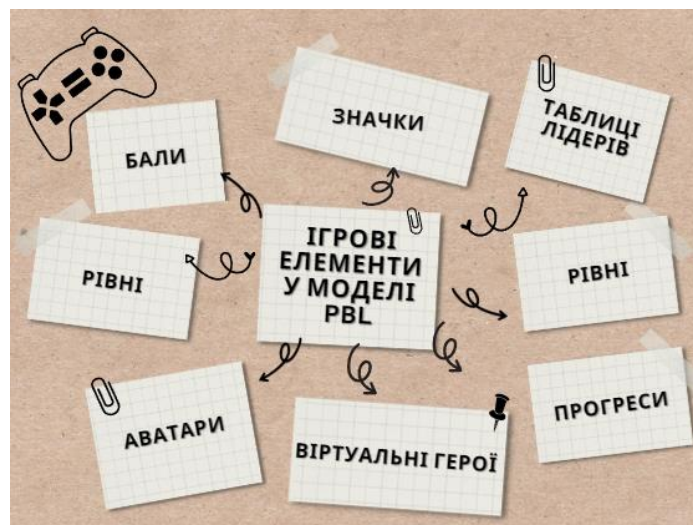 ЗНАЧКИ
ТАБЛИЦІ
ЛІДЕРІВ
БАЛИ
ІГРОВІ
ЕЛЕМЕНТИ
У МОДЕЛІ
PBL
РІВНІ
РІВНІ
АВАТАРИ
ВІРТУАЛЬНІ ГЕРОЇ
ПРОГРЕСИ